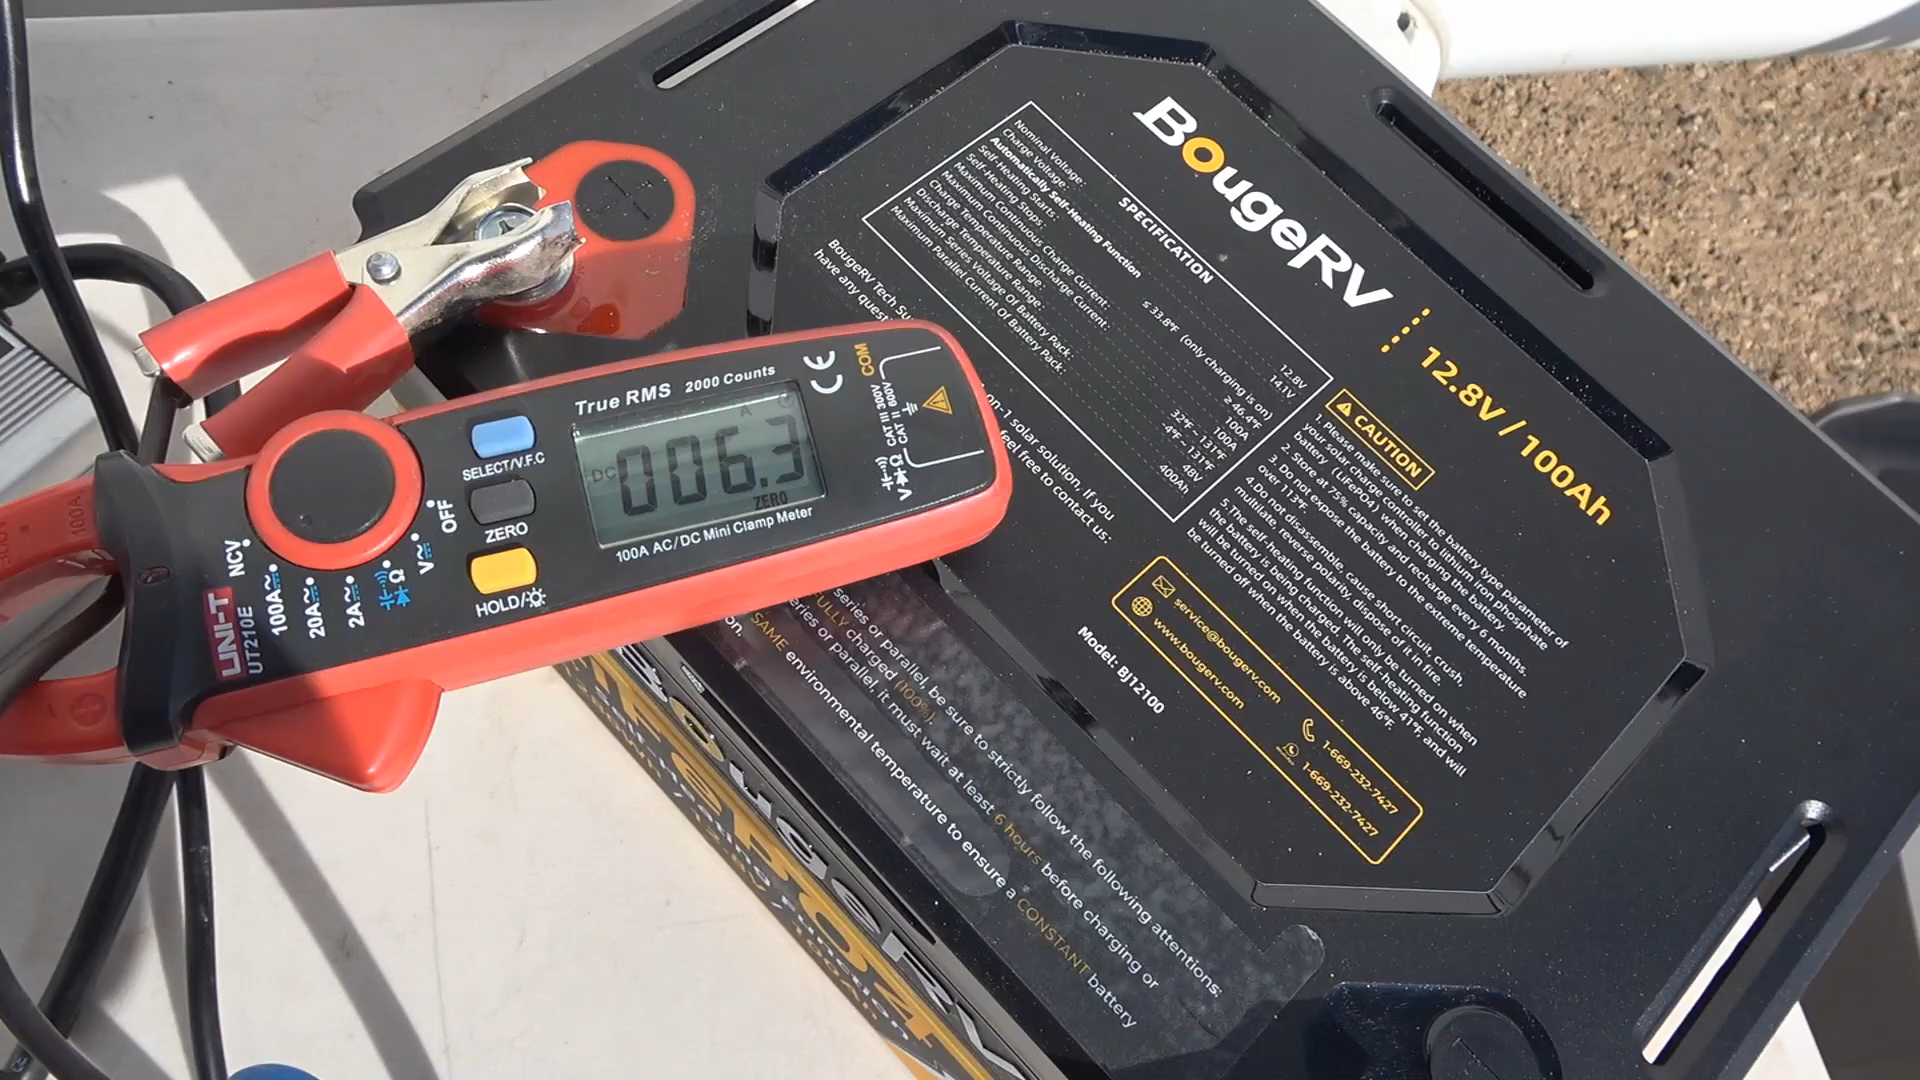 BougeRV
12.8V / 100Ah
SPECIFICATION
Nominal Voltage: 12.8V
Charge Voltage: 14.1V
Automatically Self-Heating Function
Self-Heating Starts: ≤ 33.8°F (only charging is on)
Self-Heating Stops: ≥ 46.4°F
Maximum Continuous Charge Current: 100A
Maximum Continuous Discharge Current: 100A
Charge Temperature Range: 32°F - 131°F
Discharge Temperature Range: 4°F - 131°F
Maximum Series Voltage Of Battery Pack: 48V
Maximum Parallel Current Of Battery Pack: 400Ah
BougeRV Tech Su
on-1 solar solution, if you
have any quest
feel free to contact us:
CAUTION
1. Please make sure to set the battery type parameter of
your solar charge controller to lithium iron phosphate
battery (LiFePO4) when charging the battery.
2. Store at 75% capacity and recharge every 6 months.
3. Do not expose the battery to the extreme temperature
over 113°F.
4.Do not disassemble, cause short circuit, crush,
multilate, reverse polarity, dispose of it in fire.
5.The self-heating function will only be turned on when
the battery is being charged. The self-heating function
will be turned on when the battery is below 41°F, and will
be turned off when the battery is above 46°F.
service@bougerv.com
www.bougerv.com
1-669-232-7427
1-669-232-7427
Model: BJ12100
True RMS 2000 Counts
CE
COM
CAT III 300V
CAT II 600V
VΩ
SELECT/V.F.C
ZERO
HOLD/
DC 006.3 A
ZERO
100A AC/DC Mini Clamp Meter
OFF
V
Ω
2A
20A
100A
NCV
UNI-T
UT210E
100A
series or parallel, be sure to strictly follow the following attentions:
FULLY charged (100%).
eries or parallel, it must wait at least 6 hours before charging or
on.
SAME environmental temperature to ensure a CONSTANT battery
BougeRV